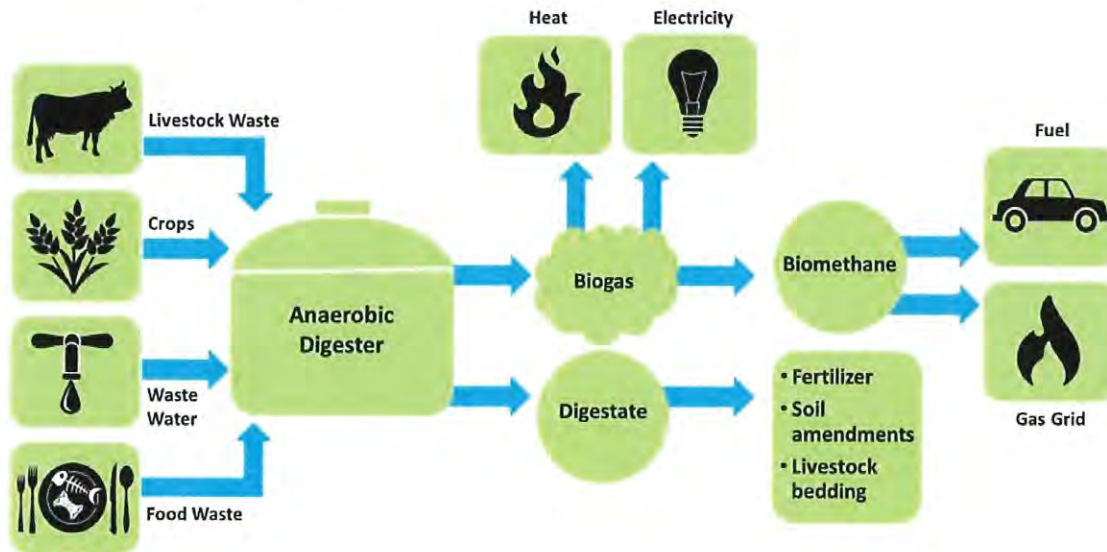 Heat
Electricity
Livestock Waste
Fuel
Crops
Biogas
Biomethane
Anaerobic
Digester
Waste
Water
Digestate
• Fertilizer
• Soil
amendments
• Livestock
bedding
Gas Grid
Food Waste